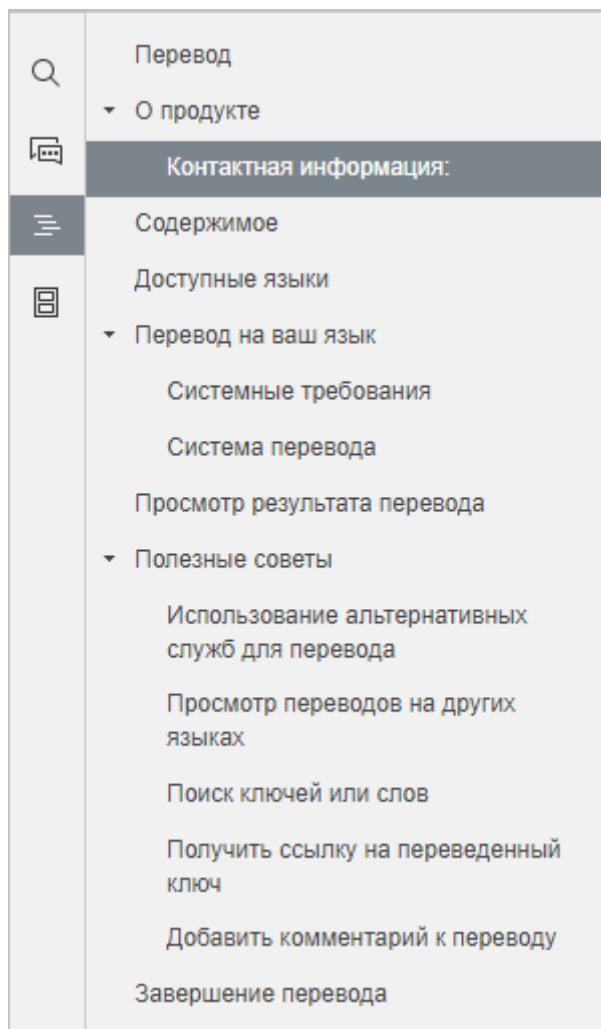 Перевод
О продукте
Контактная информация:
Содержимое
Доступные языки
Перевод на ваш язык
Системные требования
Система перевода
Просмотр результата перевода
Полезные советы
Использование альтернативных
служб для перевода
Просмотр переводов на других
языках
Поиск ключей или слов
Получить ссылку на переведенный
ключ
Добавить комментарий к переводу
Завершение перевода